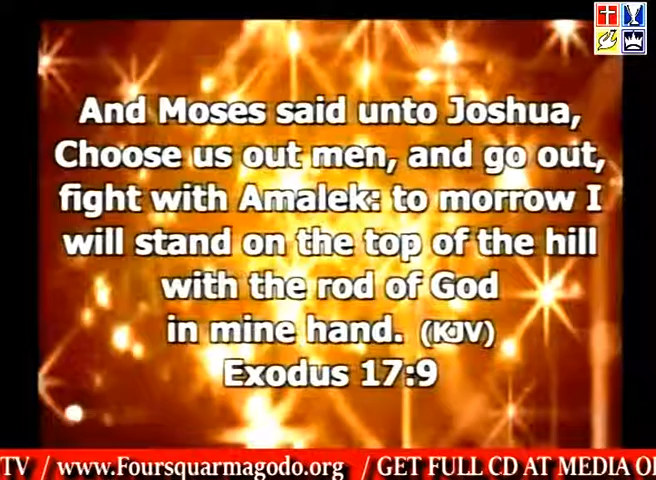 And Moses said unto Joshua,
Choose us out men, and go out,
fight with Amalek: to morrow I
will stand on the top of the hill
with the rod of God
in mine hand. (KJV)
Exodus 17:9
TV / www.Foursquarmagodo.org / GET FULL CD AT MEDIA